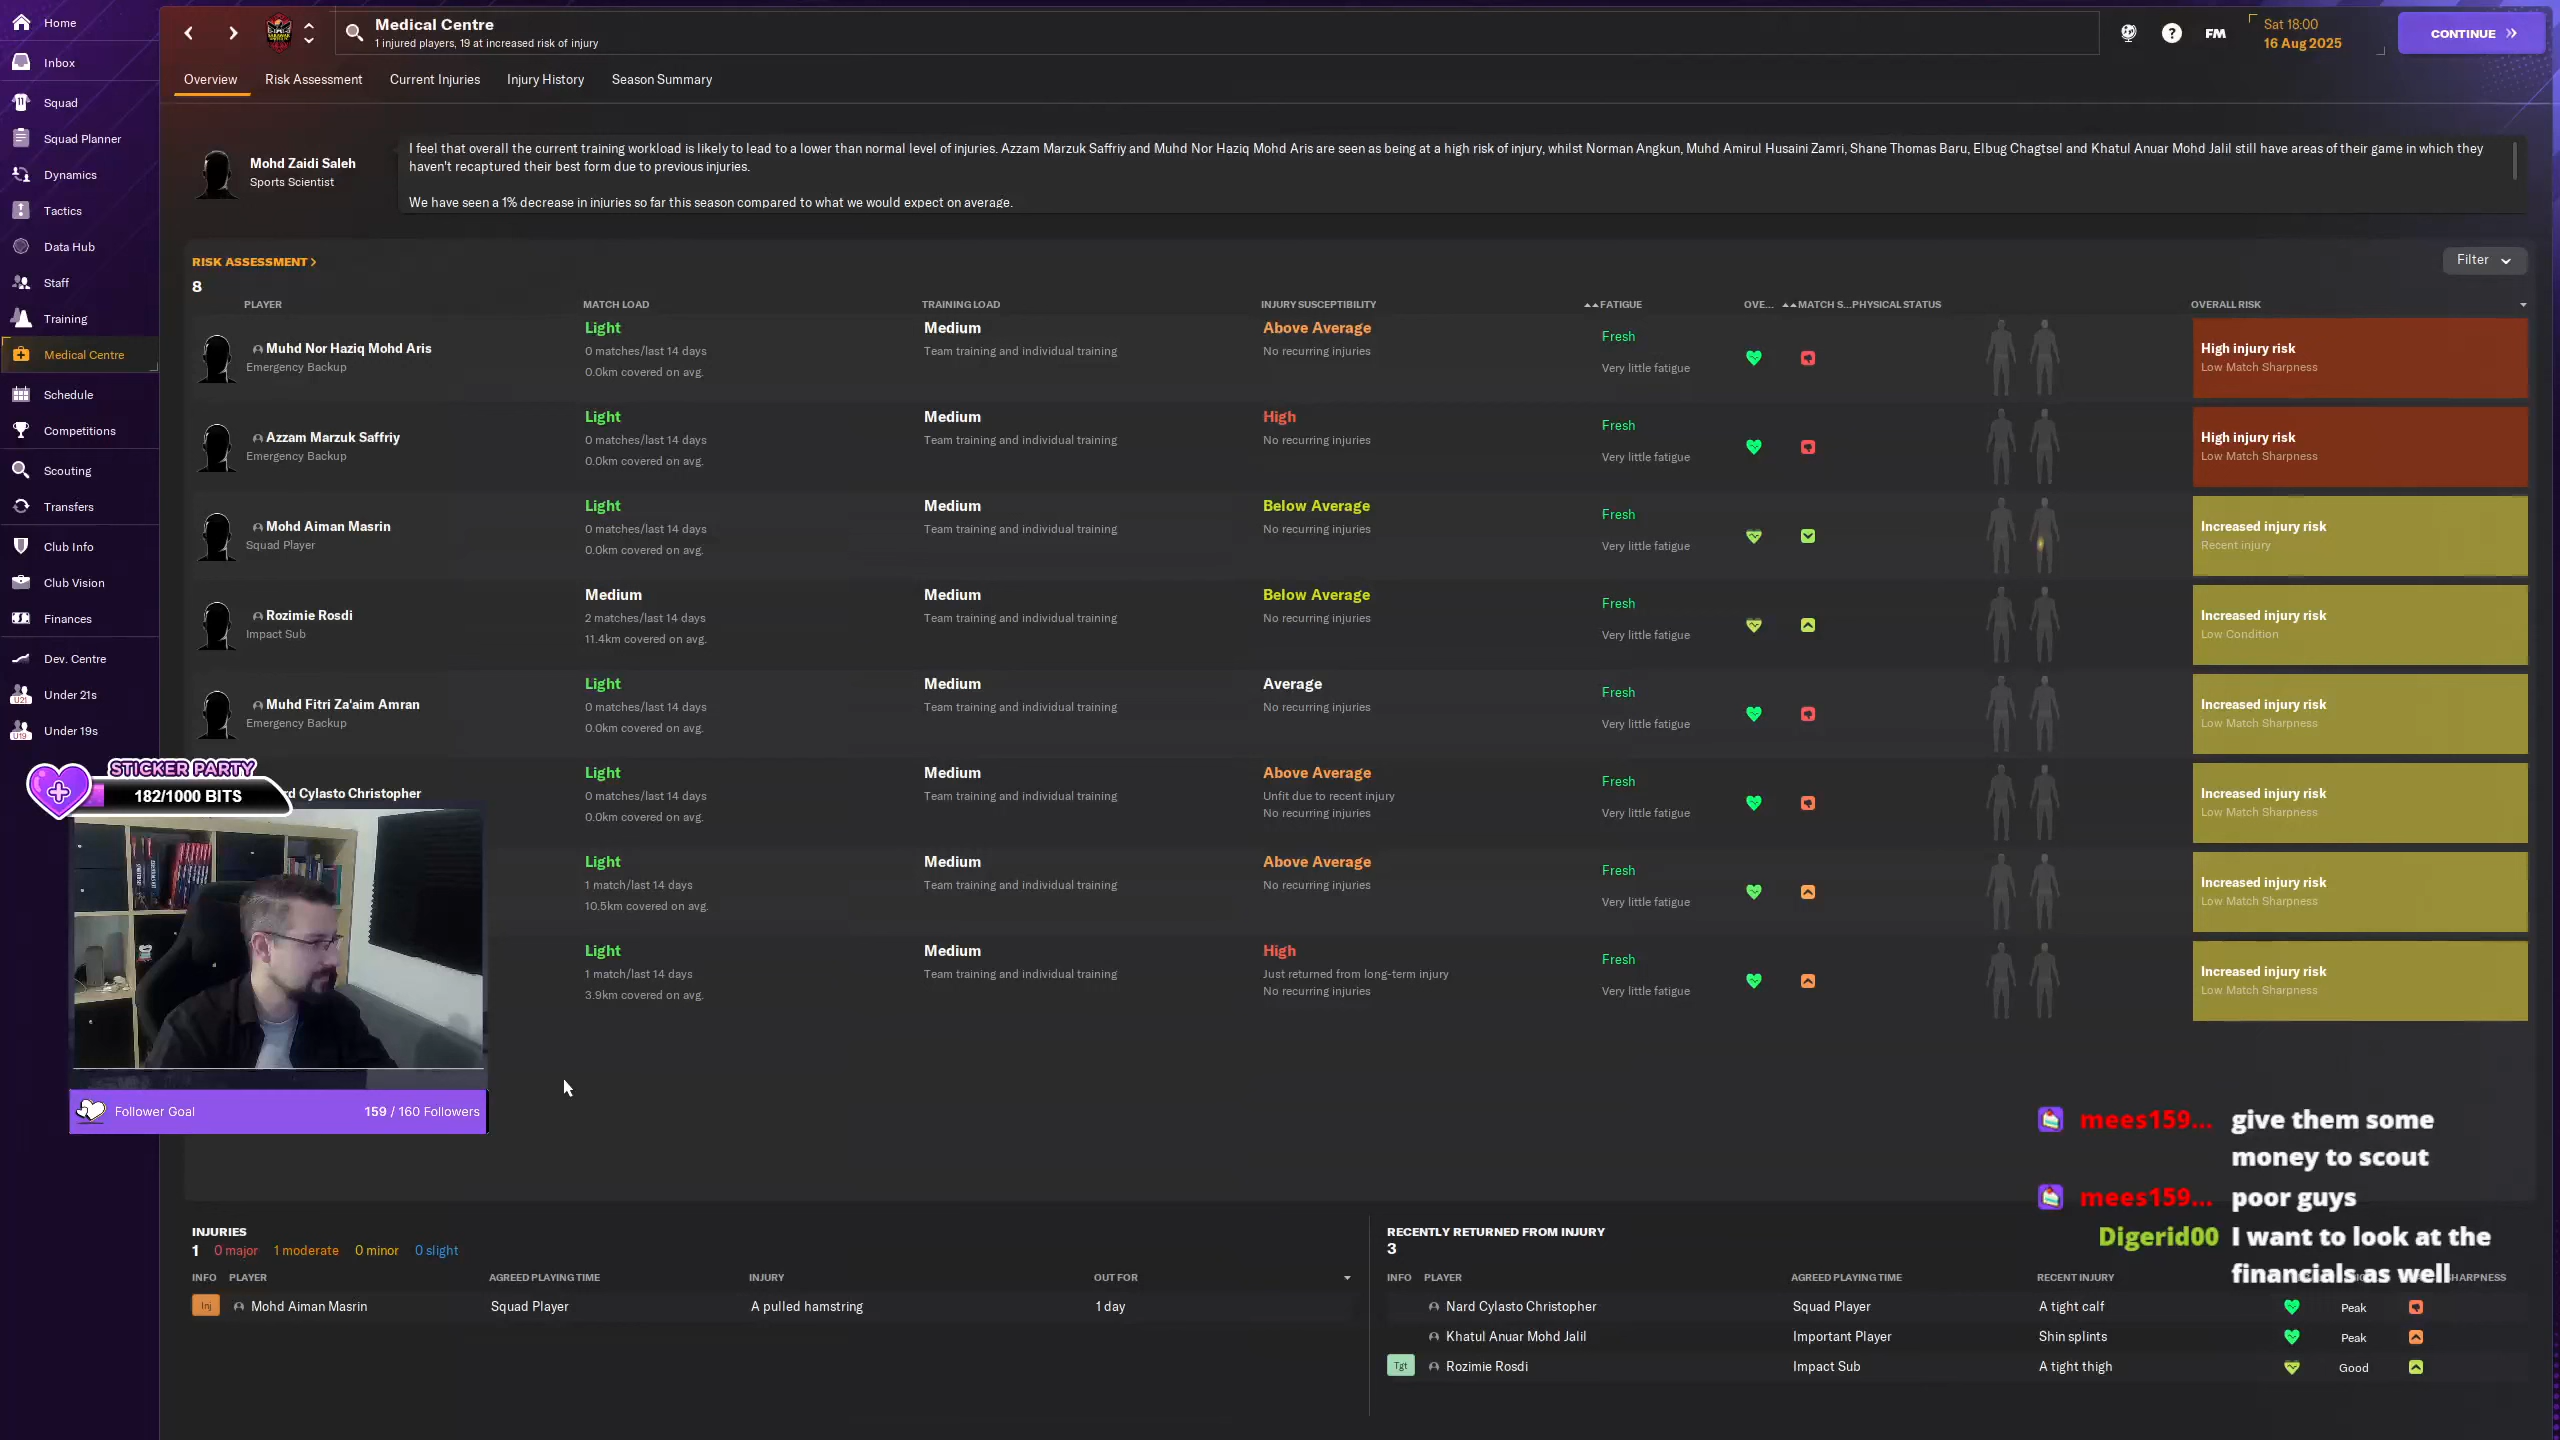 Home
Inbox
Squad
Squad Planner
Dynamics
Tactics
Data Hub
Staff
Training
Medical Centre
Schedule
Competitions
Scouting
Transfers
Club Info
Club Vision
Finances
Dev. Centre
Under 21s
Under 19s
Medical Centre
1 injured players, 19 at increased risk of injury
FM
Sat 18:00
16 Aug 2025
CONTINUE
Overview Risk Assessment Current Injuries Injury History Season Summary
Mohd Zaidi Saleh
Sports Scientist
I feel that overall the current training workload is likely to lead to a lower than normal level of injuries. Azzam Marzuk Saffriy and Muhd Nor Haziq Mohd Aris are seen as being at a high risk of injury, whilst Norman Angkun, Muhd Amirul Husaini Zamri, Shane Thomas Baru, Elbug Chagtsel and Khatul Anuar Mohd Jalil still have areas of their game in which they
haven't recaptured their best form due to previous injuries.
We have seen a 1% decrease in injuries so far this season compared to what we would expect on average.
RISK ASSESSMENT >
8
Filter
PLAYER MATCH LOAD TRAINING LOAD INJURY SUSCEPTIBILITY FATIGUE OVE... MATCH S... PHYSICAL STATUS OVERALL RISK
Muhd Nor Haziq Mohd Aris
Emergency Backup
Light
0 matches/last 14 days
0.0km covered on avg.
Medium
Team training and individual training
Above Average
No recurring injuries
Fresh
Very little fatigue
High injury risk
Low Match Sharpness
Azzam Marzuk Saffriy
Emergency Backup
Light
0 matches/last 14 days
0.0km covered on avg.
Medium
Team training and individual training
High
No recurring injuries
Fresh
Very little fatigue
High injury risk
Low Match Sharpness
Mohd Aiman Masrin
Squad Player
Light
0 matches/last 14 days
0.0km covered on avg.
Medium
Team training and individual training
Below Average
No recurring injuries
Fresh
Very little fatigue
Increased injury risk
Recent injury
Rozimie Rosdi
Impact Sub
Medium
2 matches/last 14 days
11.4km covered on avg.
Medium
Team training and individual training
Below Average
No recurring injuries
Fresh
Very little fatigue
Increased injury risk
Low Condition
Muhd Fitri Za'aim Amran
Emergency Backup
Light
0 matches/last 14 days
0.0km covered on avg.
Medium
Team training and individual training
Average
No recurring injuries
Fresh
Very little fatigue
Increased injury risk
Low Match Sharpness
rd Cylasto Christopher
Light
0 matches/last 14 days
0.0km covered on avg.
Medium
Team training and individual training
Above Average
Unfit due to recent injury
No recurring injuries
Fresh
Very little fatigue
Increased injury risk
Low Match Sharpness
Light
1 match/last 14 days
10.5km covered on avg.
Medium
Team training and individual training
Above Average
No recurring injuries
Fresh
Very little fatigue
Increased injury risk
Low Match Sharpness
Light
1 match/last 14 days
3.9km covered on avg.
Medium
Team training and individual training
High
Just returned from long-term injury
No recurring injuries
Fresh
Very little fatigue
Increased injury risk
Low Match Sharpness
STICKER PARTY
182/1000 BITS
Follower Goal 159 / 160 Followers
mees159... give them some
money to scout
mees159... poor guys
Digerid00 I want to look at the
financials as well
INJURIES
1 0 major 1 moderate 0 minor 0 slight
INFO PLAYER AGREED PLAYING TIME INJURY OUT FOR
Inj Mohd Aiman Masrin Squad Player A pulled hamstring 1 day
RECENTLY RETURNED FROM INJURY
3
INFO PLAYER AGREED PLAYING TIME RECENT INJURY HARPNESS
Nard Cylasto Christopher Squad Player A tight calf Peak
Khatul Anuar Mohd Jalil Important Player Shin splints Peak
Tgt Rozimie Rosdi Impact Sub A tight thigh Good